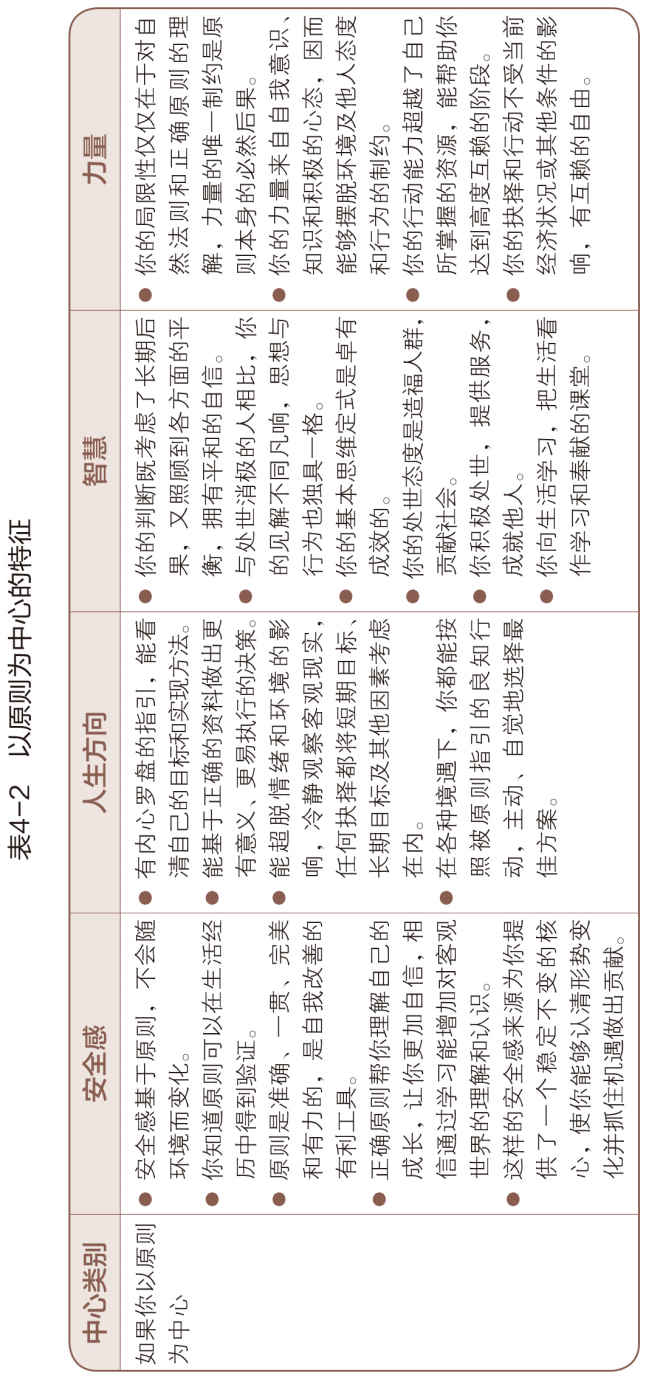 表4-2 以原则为中心的特征
中心类别
安全感
人生方向
智慧
力量
如果你以原则
为中心
● 安全感基于原则，不会随
环境而变化。
● 你知道原则可以在生活经
历中得到验证。
● 原则是准确、一贯、完美
和有力的，是自我改善的
有利工具。
● 正确原则帮你理解自己的
成长，让你更加自信，相
信通过学习能增加对客观
世界的理解和认识。
● 这样的安全感来源为你提
供了一个稳定不变的核
心，使你能够认清形势变
化并抓住机遇做出贡献。
● 有内心罗盘的指引，能看
清自己的目标和实现方法。
● 能基于正确的资料做出更
有意义、更易执行的决策。
● 能超脱情绪和环境的影
响，冷静观察客观现实，
任何抉择都将短期目标、
长期目标及其他因素考虑
在内。
● 在各种境遇下，你都能按
照被原则指引的良知行
动，主动、自觉地选择最
佳方案。
● 你的判断既考虑了长期后
果，又照顾到各方面的平
衡，拥有平和的自信。
● 与处世消极的人相比，你
的见解不同凡响，思想与
行为也独具一格。
● 你的基本思维定式是卓有
成效的。
● 你的处世态度是造福人群，
贡献社会。
● 你积极处世，提供服务，
成就他人。
● 你向生活学习，把生活看
作学习和奉献的课堂。
● 你的局限性仅仅在于对自
然法则和正确原则的理
解，力量的唯一制约是原
则本身的必然后果。
● 你的力量来自自我意识、
知识和积极的心态，因而
能够摆脱环境及他人态度
和行为的制约。
● 你的行动能力超越了自己
所掌握的资源，能帮助你
达到高度互赖的阶段。
● 你的抉择和行动不受当前
经济状况或其他条件的影
响，有互赖的自由。